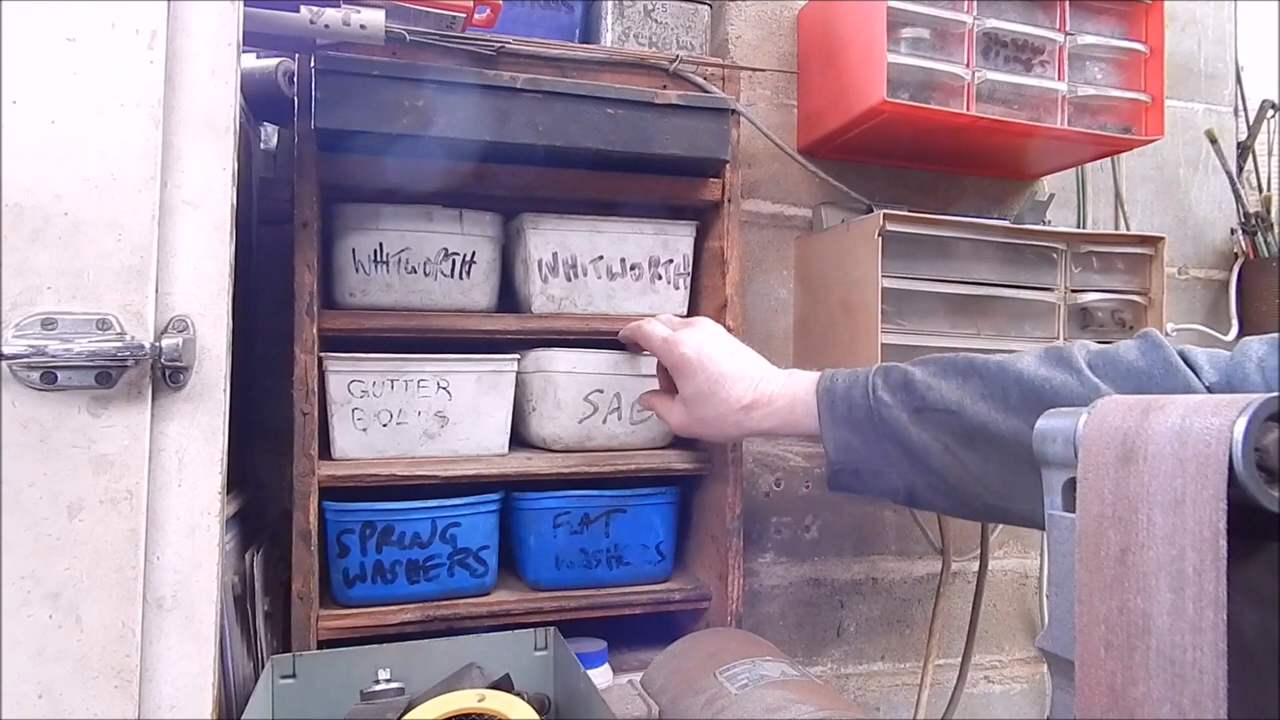 WHITWORTH
WHITWORTH
GUTTER
BOLTS
SAE
SPRING
WASHERS
FLAT
WASHERS